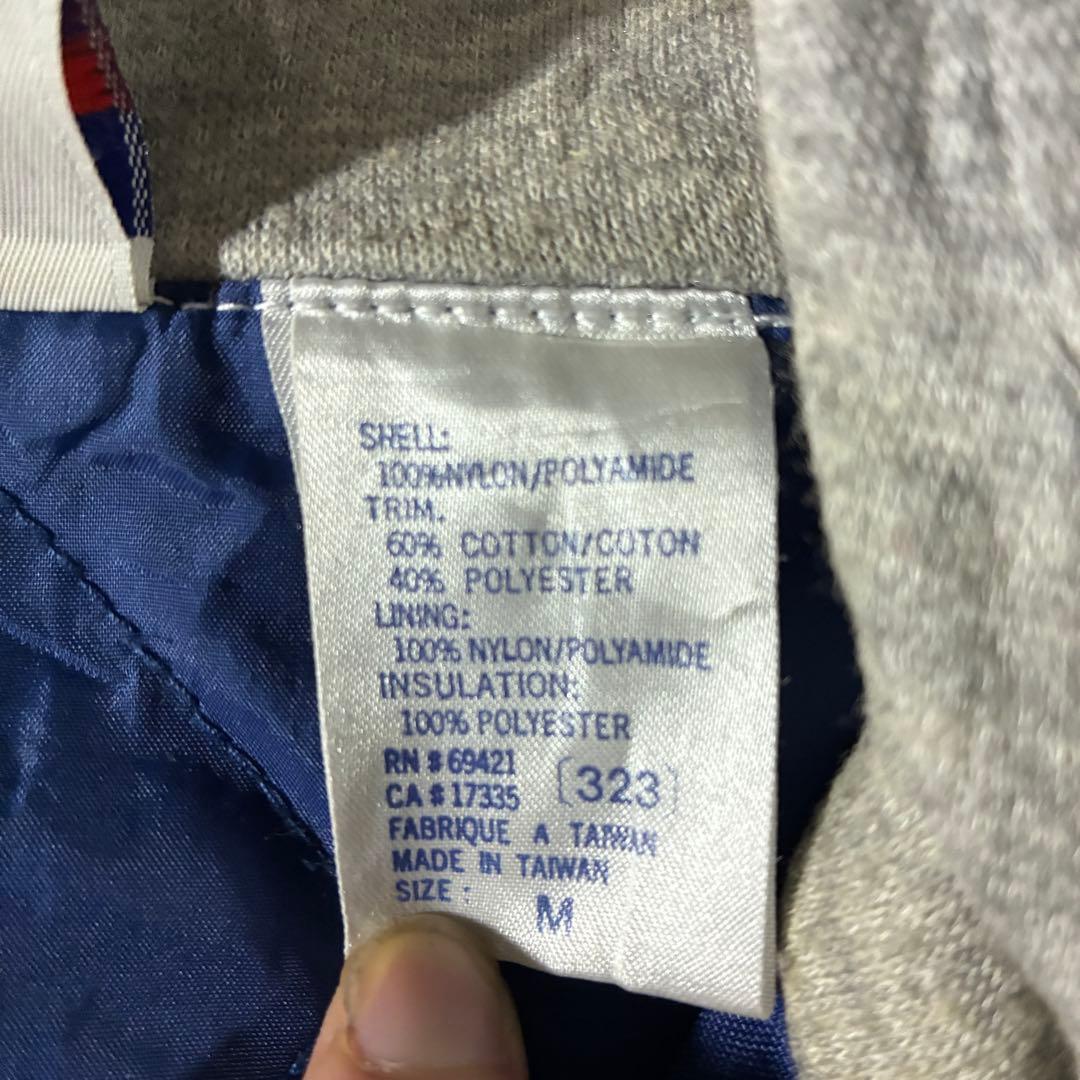 SHELL:
100%NYLON/POLYAMIDE
TRIM.
60% COTTON/COTON
40% POLYESTER
LINING:
100% NYLON/POLYAMIDE
INSULATION:
100% POLYESTER
RN # 69421
CA # 17335 (323)
FABRIQUE A TAIWAN
MADE IN TAIWAN
SIZE : M